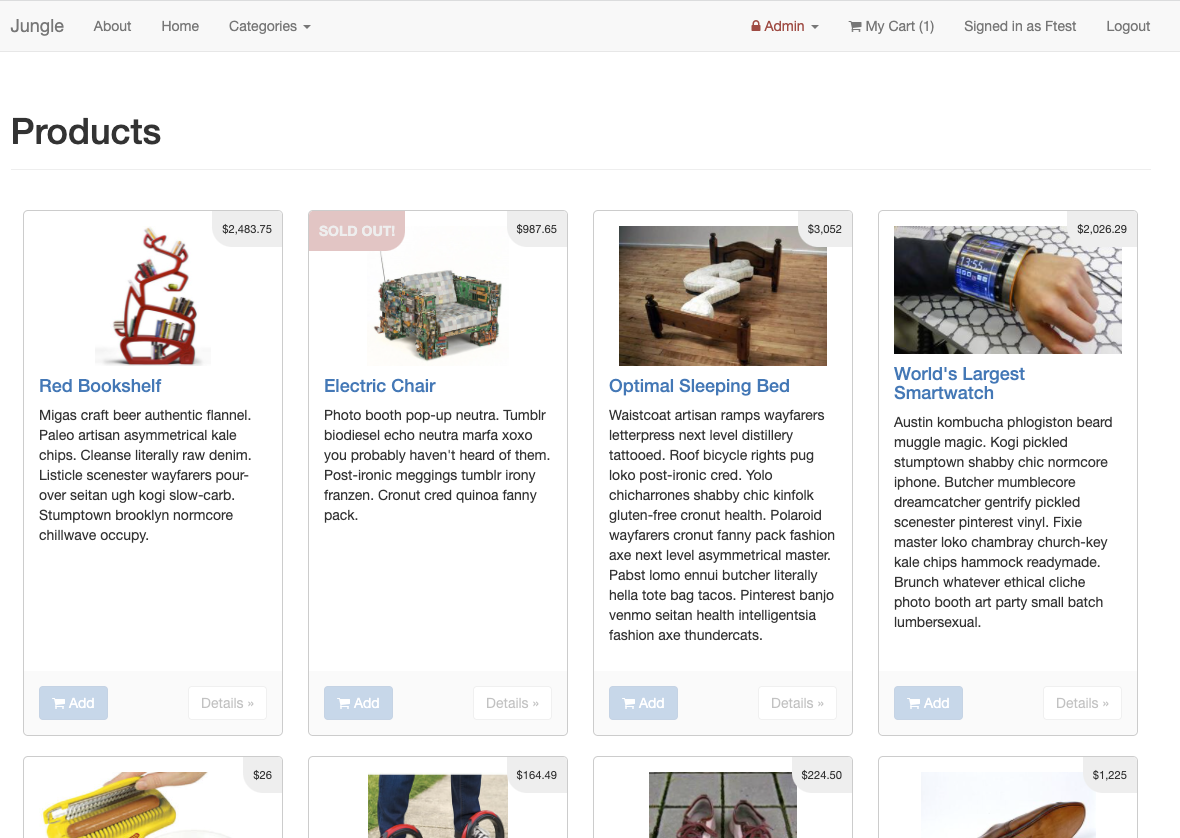 Jungle About Home Categories Admin My Cart (1) Signed in as Ftest Logout
Products
$2,483.75
Red Bookshelf
Migas craft beer authentic flannel.
Paleo artisan asymmetrical kale
chips. Cleanse literally raw denim.
Listicle scenester wayfarers pour-
over seitan ugh kogi slow-carb.
Stumptown brooklyn normcore
chillwave occupy.
Add Details »
SOLD OUT!
$987.65
Electric Chair
Photo booth pop-up neutra. Tumblr
biodiesel echo neutra marfa xoxo
you probably haven't heard of them.
Post-ironic meggings tumblr irony
franzen. Cronut cred quinoa fanny
pack.
Add Details »
$3,052
Optimal Sleeping Bed
Waistcoat artisan ramps wayfarers
letterpress next level distillery
tattooed. Roof bicycle rights pug
loko post-ironic cred. Yolo
chicharrones shabby chic kinfolk
gluten-free cronut health. Polaroid
wayfarers cronut fanny pack fashion
axe next level asymmetrical master.
Pabst lomo ennui butcher literally
hella tote bag tacos. Pinterest banjo
venmo seitan health intelligentsia
fashion axe thundercats.
Add Details »
$2,026.29
13:55
World's Largest
Smartwatch
Austin kombucha phlogiston beard
muggle magic. Kogi pickled
stumptown shabby chic normcore
iphone. Butcher mumblecore
dreamcatcher gentrify pickled
scenester pinterest vinyl. Fixie
master loko chambray church-key
kale chips hammock readymade.
Brunch whatever ethical cliche
photo booth art party small batch
lumbersexual.
Add Details »
$26
$164.49
$224.50
$1,225